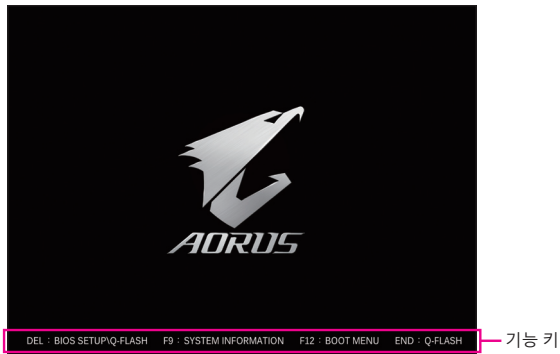 AORUS
DEL : BIOS SETUP\Q-FLASH F9 : SYSTEM INFORMATION F12 : BOOT MENU END : Q-FLASH
기능 키